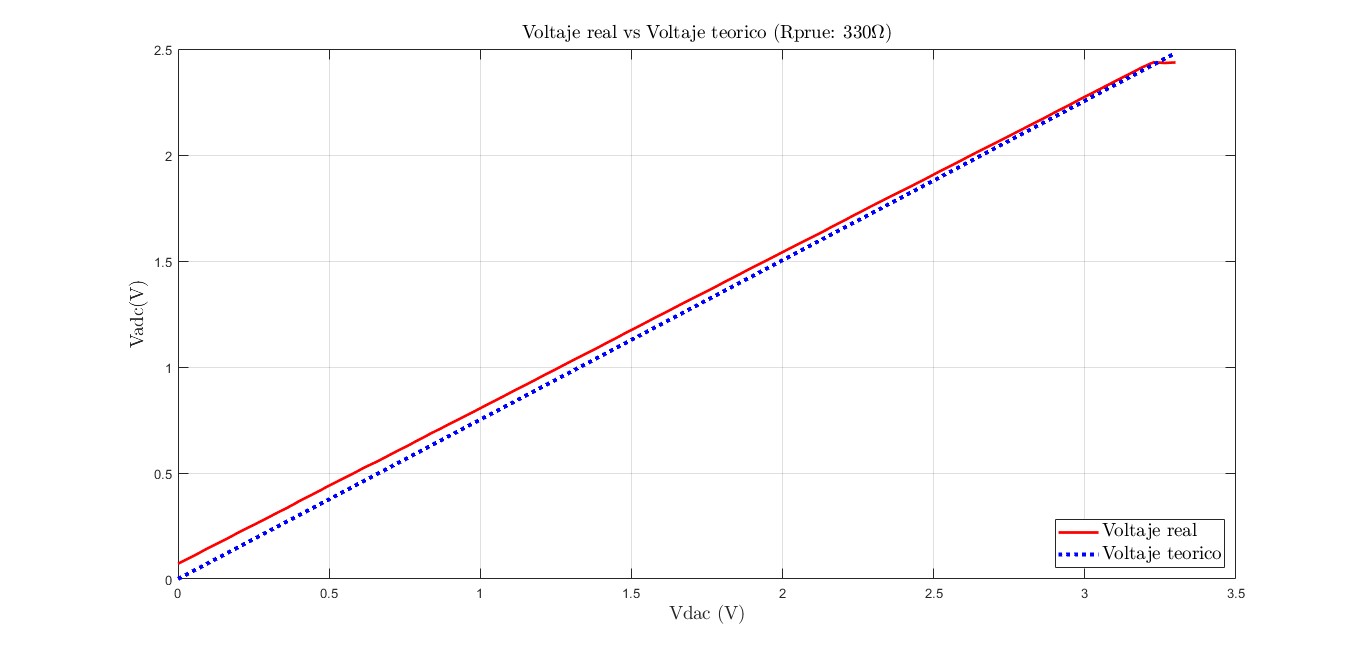 Voltaje real vs Voltaje teorico (Rprue: 330Ω)
2.5
2
1.5
1
0.5
0
Vadc(V)
0 0.5 1 1.5 2 2.5 3 3.5
Vdac (V)
Voltaje real
Voltaje teorico